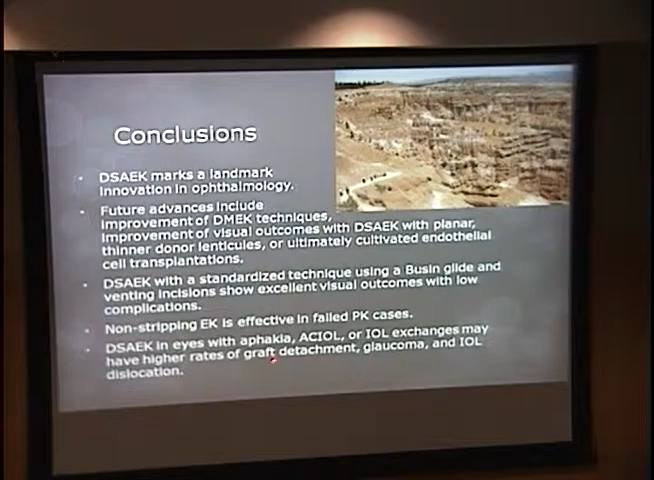 Conclusions
• DSAEK marks a landmark
innovation in ophthalmology.
• Future advances include
improvement of DMEK techniques,
improvement of visual outcomes with DSAEK with planar,
thinner donor lenticules, or ultimately cultivated endothelial
cell transplantations.
• DSAEK with a standardized technique using a Busin glide and
venting incisions show excellent visual outcomes with low
complications.
• Non-stripping EK is effective in failed PK cases.
• DSAEK in eyes with aphakia, ACIOL, or IOL exchanges may
have higher rates of graft detachment, glaucoma, and IOL
dislocation.